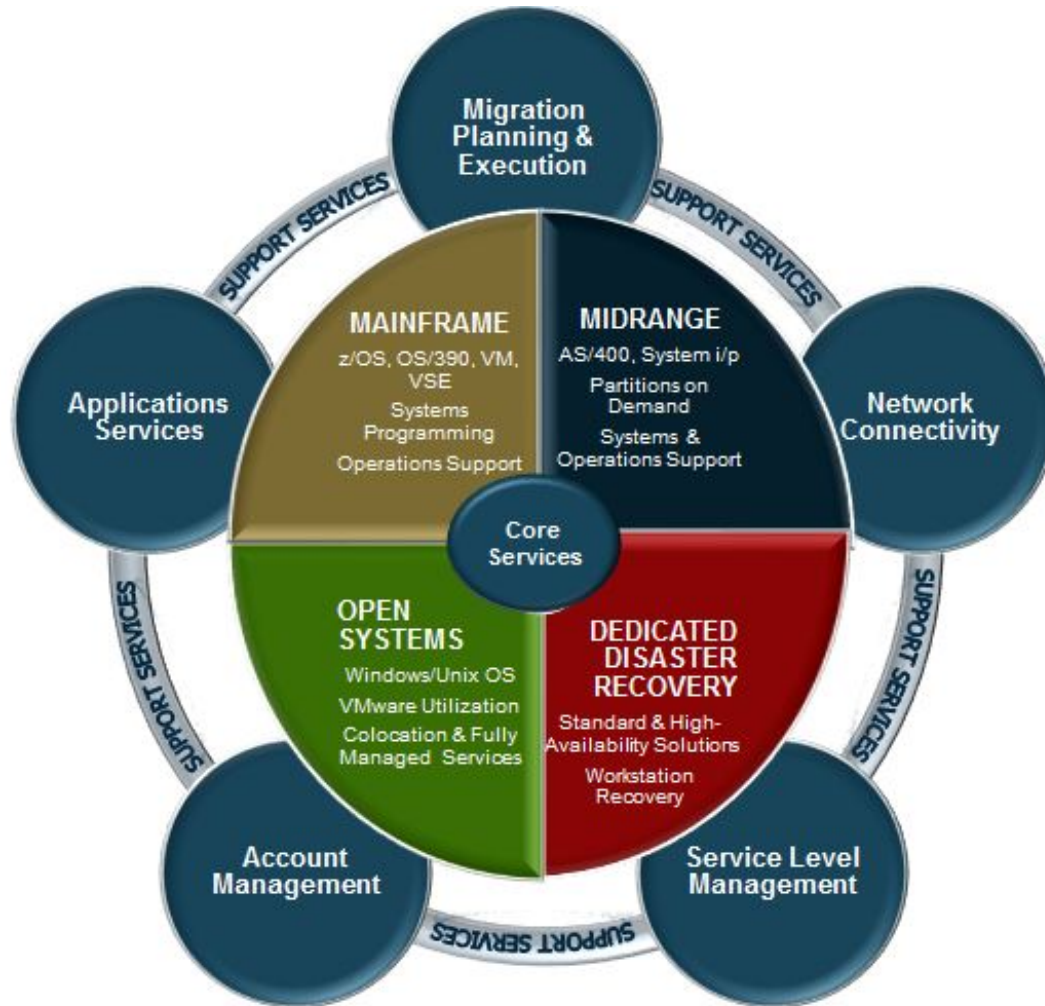 Migration
Planning &
Execution
SUPPORT SERVICES
SUPPORT SERVICES
Applications
Services
Network
Connectivity
MAINFRAME
z/OS, OS/390, VM,
VSE
Systems
Programming
Operations Support
MIDRANGE
AS/400, System i/p
Partitions on
Demand
Systems &
Operations Support
Core
Services
OPEN
SYSTEMS
Windows/Unix OS
VMware Utilization
Colocation & Fully
Managed Services
DEDICATED
DISASTER
RECOVERY
Standard & High-
Availability Solutions
Workstation
Recovery
SUPPORT SERVICES
SUPPORT SERVICES
Account
Management
Service Level
Management
SUPPORT SERVICES